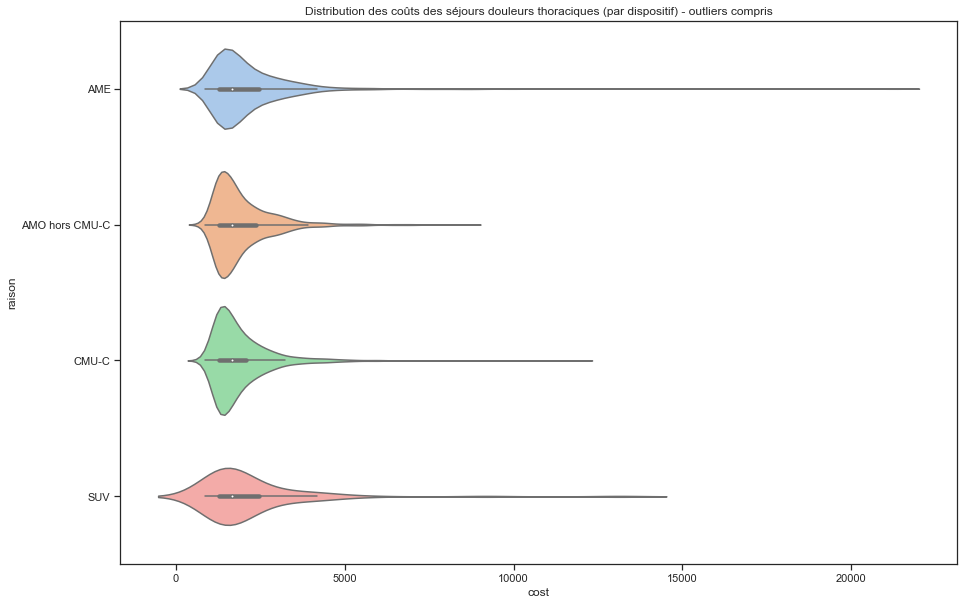 Distribution des coûts des séjours douleurs thoraciques (par dispositif) - outliers compris
AME
AMO hors CMU-C
raison
CMU-C
SUV
0 5000 10000 15000 20000
cost